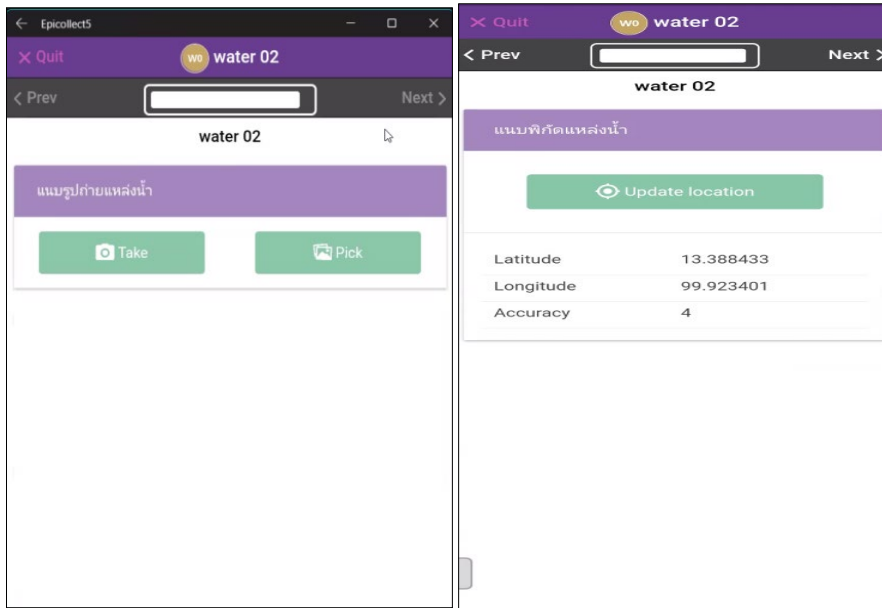 Epicollect5
Quit
WO water 02
Prev
Next
water 02
แนบรูปถ่ายแหล่งน้ำ
Take
Pick
Quit
WO water 02
Prev
Next
water 02
แนบพิกัดแหล่งน้ำ
Update location
Latitude 13.388433
Longitude 99.923401
Accuracy 4